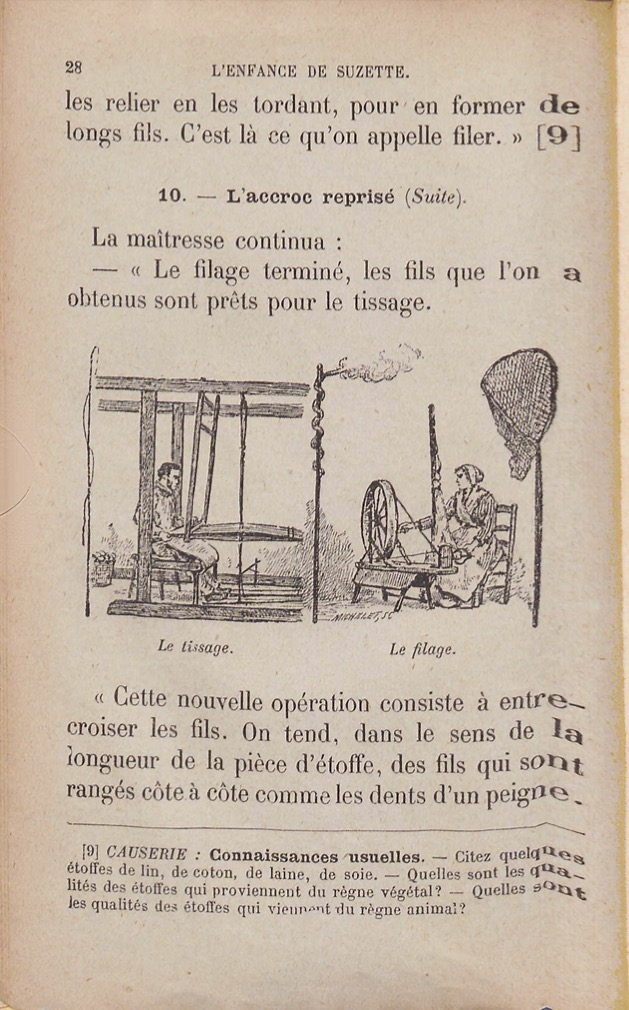 28
L'ENFANCE DE SUZETTE.
les relier en les tordant, pour en former de
longs fils. C'est là ce qu'on appelle filer. » [9]
10. — L'accroc reprisé (Suite).
La maîtresse continua :
— « Le filage terminé, les fils que l'on a
obtenus sont prêts pour le tissage.
MICHELET, SC
Le tissage.
Le filage.
« Cette nouvelle opération consiste à entre-
croiser les fils. On tend, dans le sens de la
longueur de la pièce d'étoffe, des fils qui sont
rangés côte à côte comme les dents d'un peigne.
[9] CAUSERIE : Connaissances usuelles. — Citez quelques
étoffes de lin, de coton, de laine, de soie. — Quelles sont les qua-
lités des étoffes qui proviennent du règne végétal? — Quelles sont
les qualités des étoffes qui viennent du règne animal?